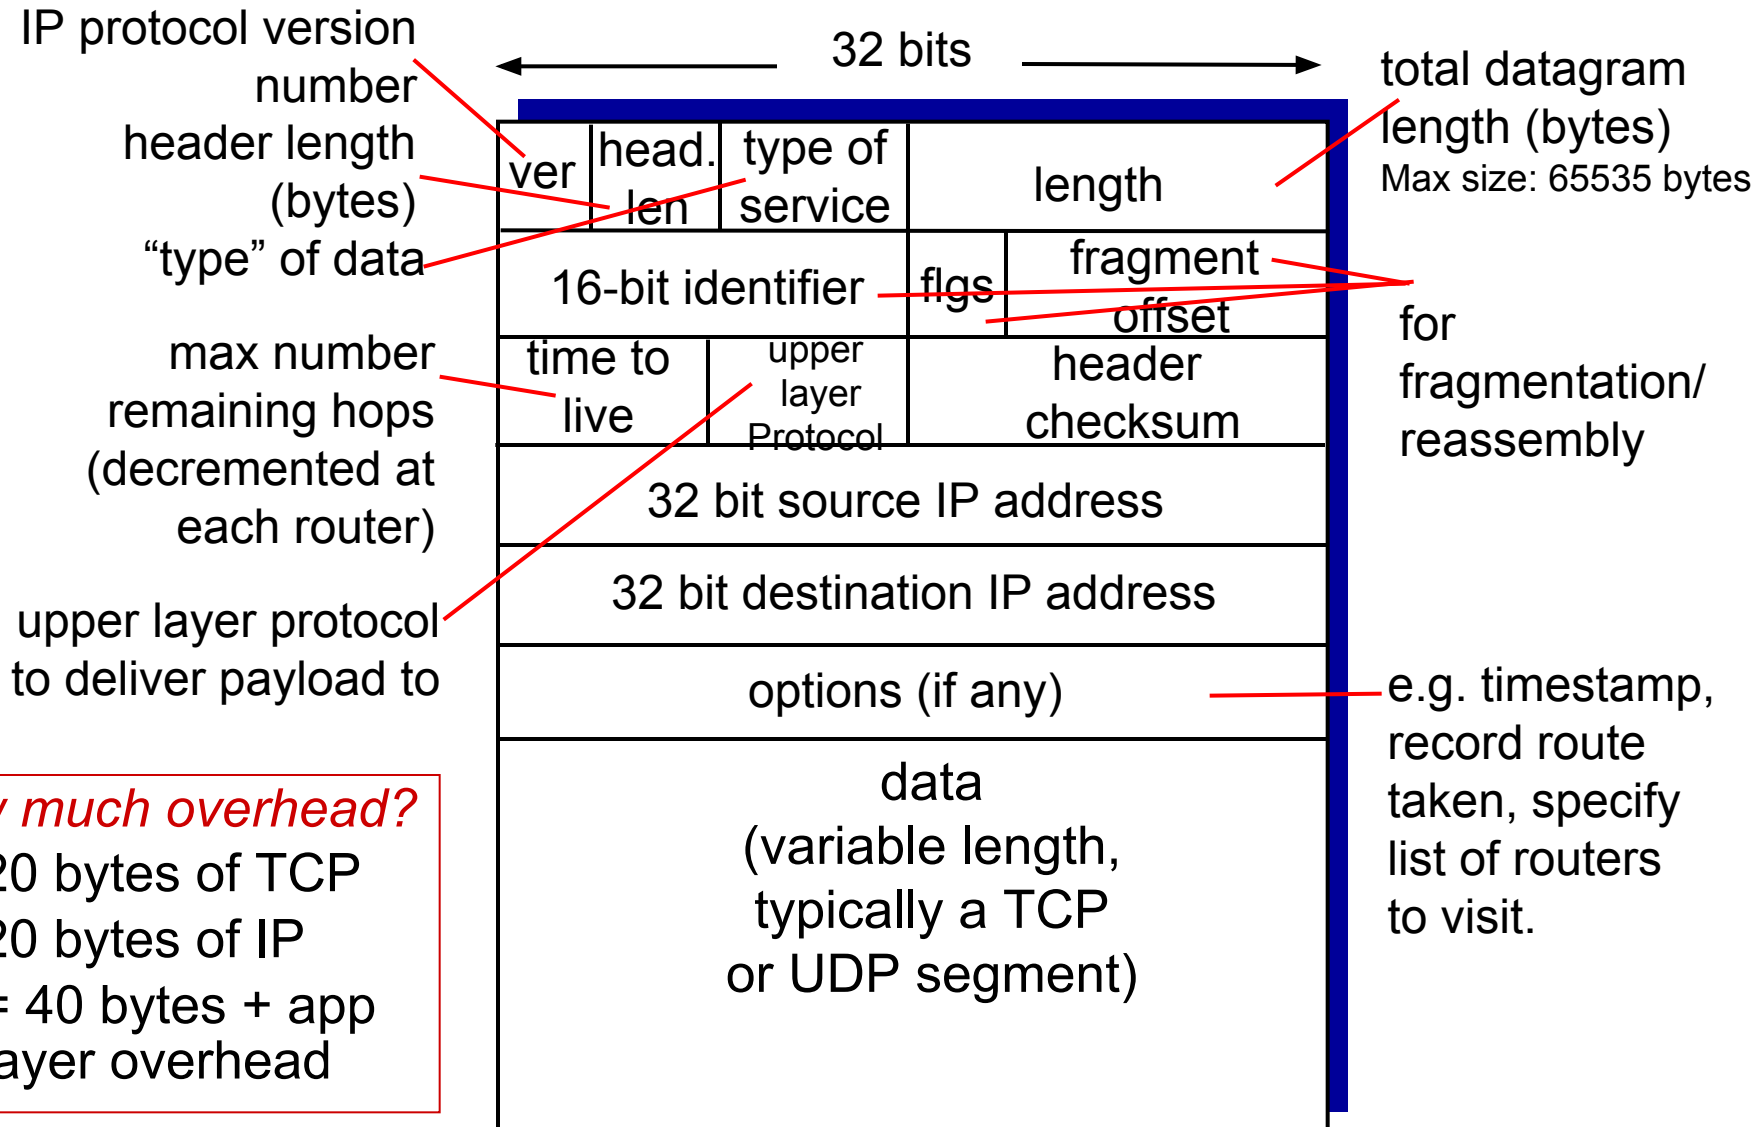 IP protocol version
number
header length
(bytes)
“type” of data
max number
remaining hops
(decremented at
each router)
upper layer protocol
to deliver payload to
much overhead?
20 bytes of TCP
20 bytes of IP
= 40 bytes + app
ayer overhead
32 bits
ver
head.
len
type of
service
length
16-bit identifier
flgs
fragment
offset
time to
live
upper
layer
Protocol
header
checksum
32 bit source IP address
32 bit destination IP address
options (if any)
data
(variable length,
typically a TCP
or UDP segment)
total datagram
length (bytes)
Max size: 65535 bytes
for
fragmentation/
reassembly
e.g. timestamp,
record route
taken, specify
list of routers
to visit.